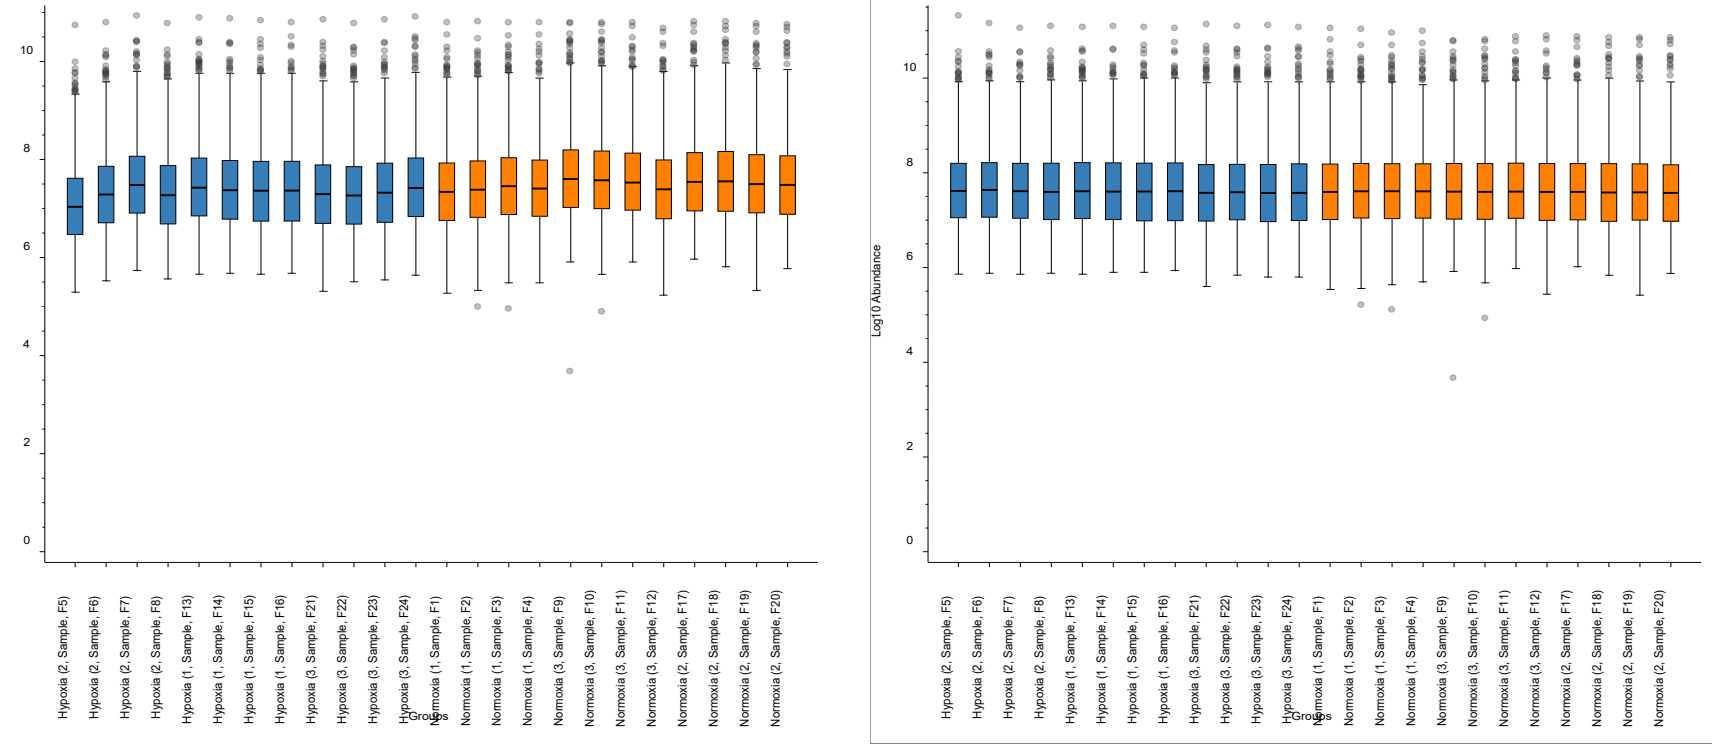 10
8
6
4
2
0
Hypoxia (2, Sample, F5)
Hypoxia (2, Sample, F6)
Hypoxia (2, Sample, F7)
Hypoxia (2, Sample, F8)
Hypoxia (1, Sample, F13)
Hypoxia (1, Sample, F14)
Hypoxia (1, Sample, F15)
Hypoxia (1, Sample, F16)
Hypoxia (3, Sample, F21)
Hypoxia (3, Sample, F22)
Hypoxia (3, Sample, F23)
Hypoxia (3, Sample, F24)
Normoxia (1, Sample, F1)
Normoxia (1, Sample, F2)
Normoxia (1, Sample, F3)
Normoxia (1, Sample, F4)
Normoxia (3, Sample, F9)
Normoxia (3, Sample, F10)
Normoxia (3, Sample, F11)
Normoxia (3, Sample, F12)
Normoxia (2, Sample, F17)
Normoxia (2, Sample, F18)
Normoxia (2, Sample, F19)
Normoxia (2, Sample, F20)
Groups
Log10 Abundance
10
8
6
4
2
0
Hypoxia (2, Sample, F5)
Hypoxia (2, Sample, F6)
Hypoxia (2, Sample, F7)
Hypoxia (2, Sample, F8)
Hypoxia (1, Sample, F13)
Hypoxia (1, Sample, F14)
Hypoxia (1, Sample, F15)
Hypoxia (1, Sample, F16)
Hypoxia (3, Sample, F21)
Hypoxia (3, Sample, F22)
Hypoxia (3, Sample, F23)
Hypoxia (3, Sample, F24)
Normoxia (1, Sample, F1)
Normoxia (1, Sample, F2)
Normoxia (1, Sample, F3)
Normoxia (1, Sample, F4)
Normoxia (3, Sample, F9)
Normoxia (3, Sample, F10)
Normoxia (3, Sample, F11)
Normoxia (3, Sample, F12)
Normoxia (2, Sample, F17)
Normoxia (2, Sample, F18)
Normoxia (2, Sample, F19)
Normoxia (2, Sample, F20)
Groups